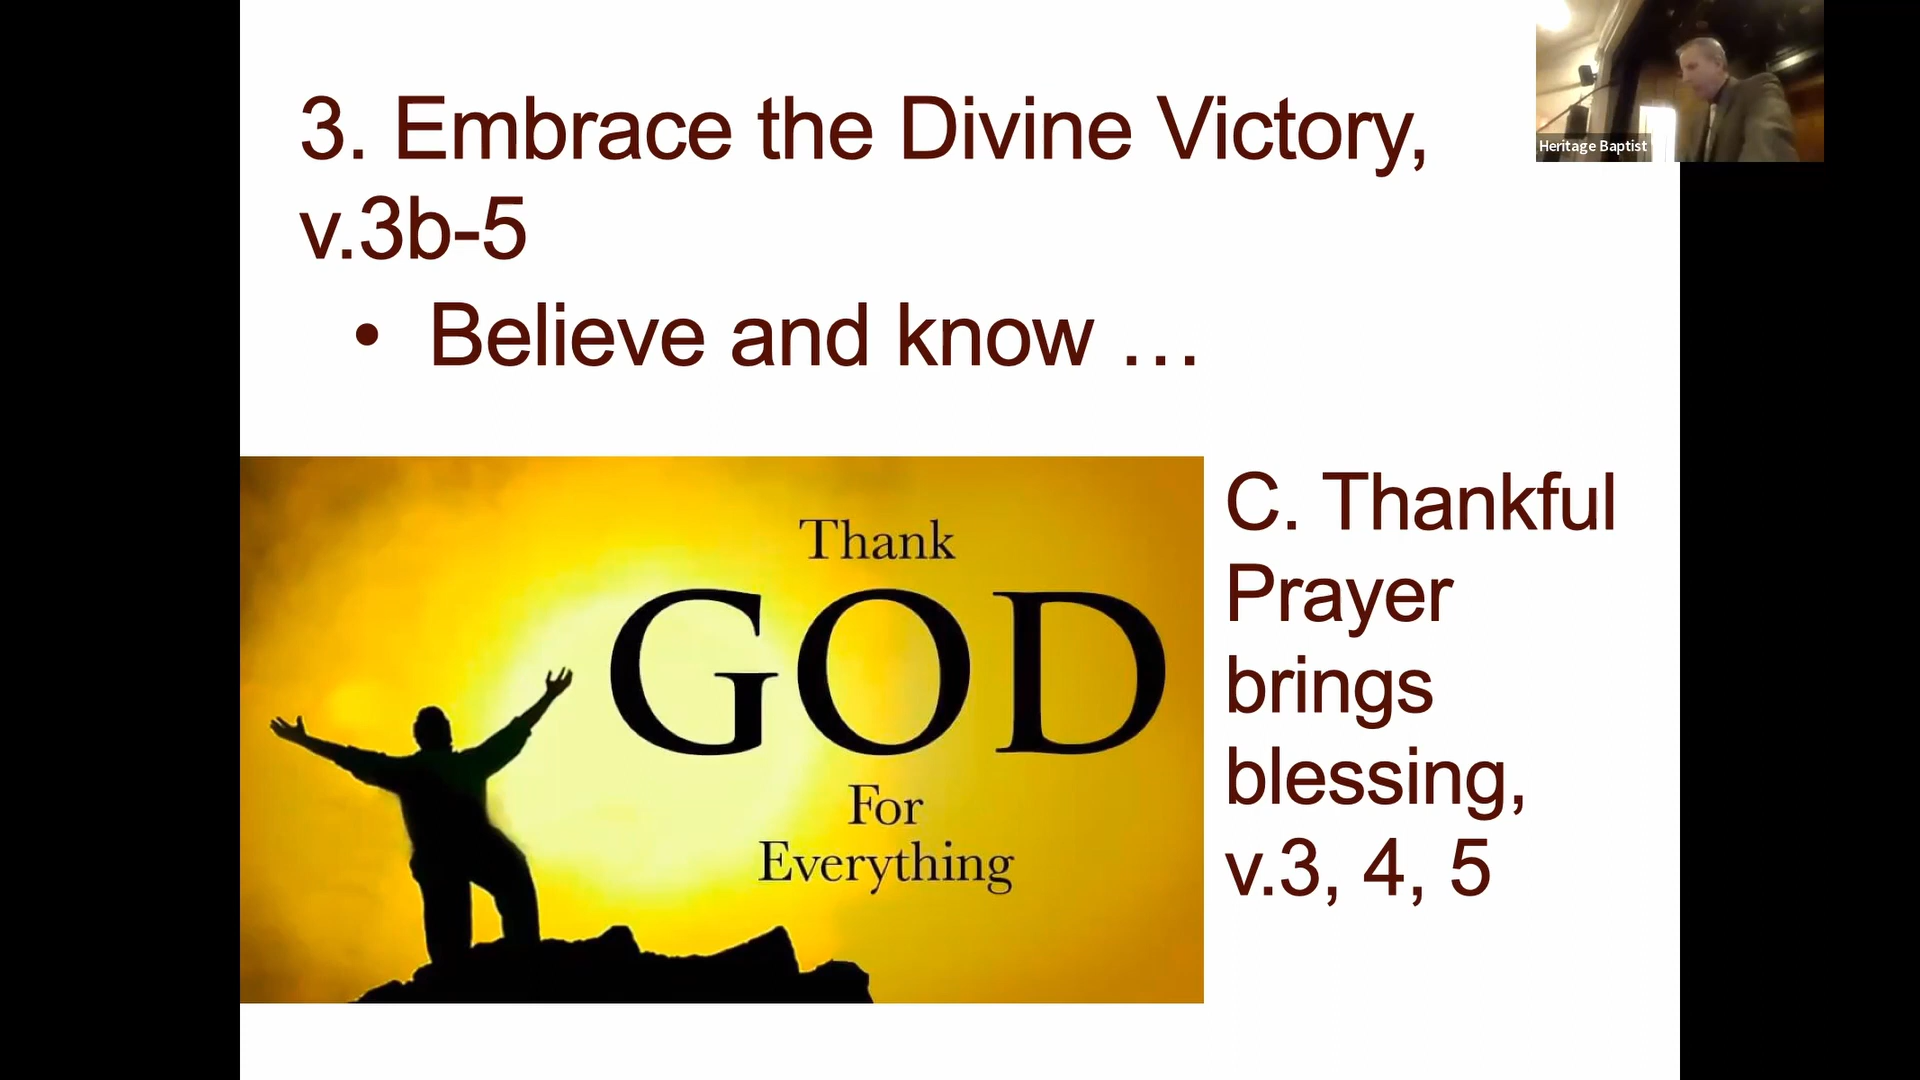 3. Embrace the Divine Victory,
v.3b-5
• Believe and know …
Thank
GOD
For
Everything
C. Thankful
Prayer
brings
blessing,
v.3, 4, 5
Heritage Baptist